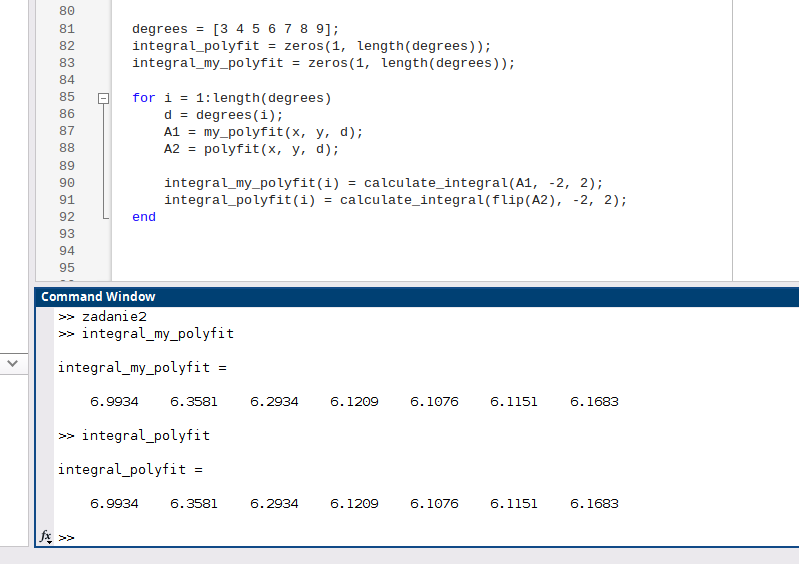 80
81 degrees = [3 4 5 6 7 8 9];
82 integral_polyfit = zeros(1, length(degrees));
83 integral_my_polyfit = zeros(1, length(degrees));
84
85 for i = 1:length(degrees)
86 d = degrees(i);
87 A1 = my_polyfit(x, y, d);
88 A2 = polyfit(x, y, d);
89
90 integral_my_polyfit(i) = calculate_integral(A1, -2, 2);
91 integral_polyfit(i) = calculate_integral(flip(A2), -2, 2);
92 end
93
94
95
Command Window
>> zadanie2
>> integral_my_polyfit
integral_my_polyfit =
6.9934 6.3581 6.2934 6.1209 6.1076 6.1151 6.1683
>> integral_polyfit
integral_polyfit =
6.9934 6.3581 6.2934 6.1209 6.1076 6.1151 6.1683
fx >>